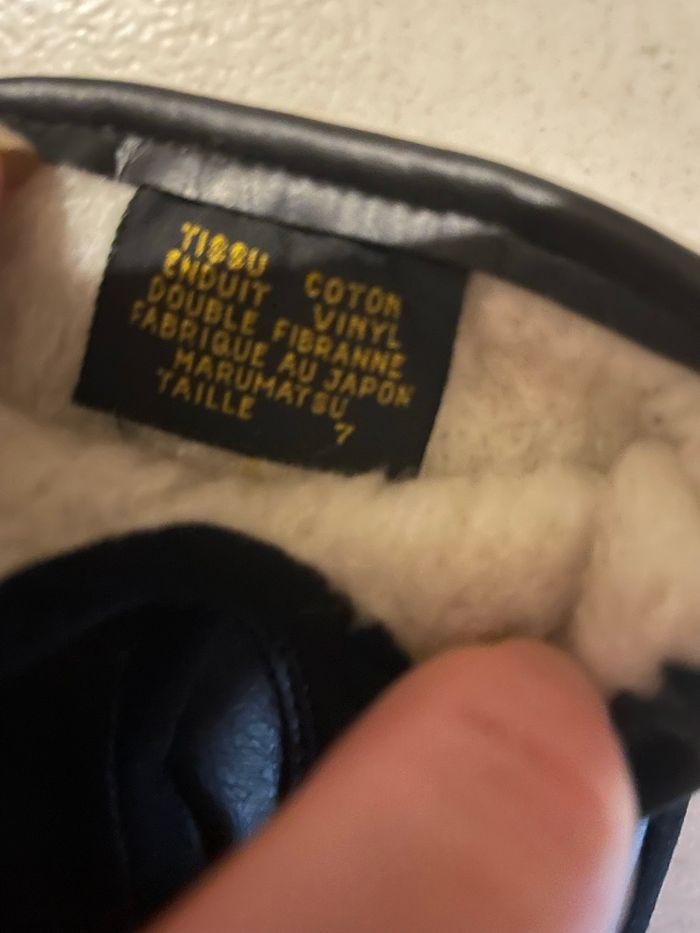 TISSU COTON
ENDUIT VINYL
DOUBLE FIBRANNE
FABRIQUE AU JAPON
MARUMATSU
TAILLE 7